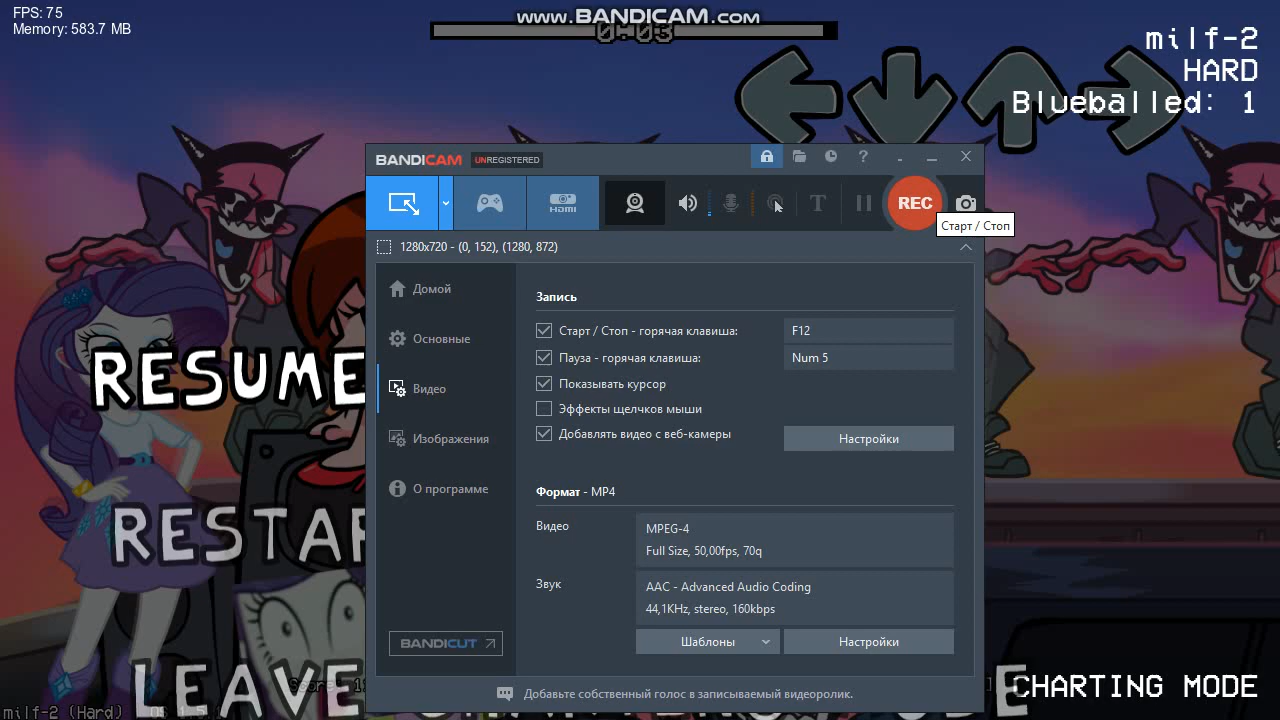 FPS: 75
Memory: 583.7 MB
www.BANDICAM.com
0:03
milf-2
HARD
Blueballed: 1
BANDICAM UNREGISTERED
HDMI
T
REC
Старт / Стоп
1280x720 - (0, 152), (1280, 872)
Домой
Основные
Видео
Изображения
О программе
BANDICUT
Запись
Старт / Стоп - горячая клавиша: F12
Пауза - горячая клавиша: Num 5
Показывать курсор
Эффекты щелчков мыши
Добавлять видео с веб-камеры Настройки
Формат - MP4
Видео MPEG-4
Full Size, 50,00fps, 70q
Звук AAC - Advanced Audio Coding
44,1KHz, stereo, 160kbps
Шаблоны Настройки
Добавьте собственный голос в записываемый видеоролик.
RESUME
RESTAR
LEAVE
CHARTING MODE
milf-2 (Hard)